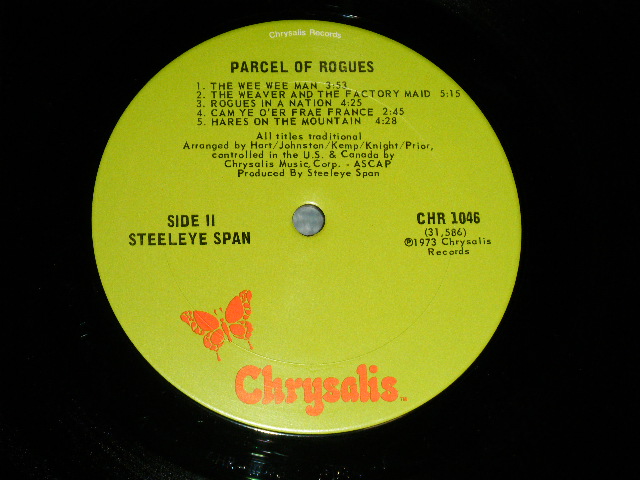 Chrysalis Records
PARCEL OF ROGUES
1. THE WEE WEE MAN 3:53
2. THE WEAVER AND THE FACTORY MAID 5:15
3. ROGUES IN A NATION 4:25
4. CAM YE O'ER FRAE FRANCE 2:45
5. HARES ON THE MOUNTAIN 4:28
All titles traditional
Arranged by Hart/Johnston/Kemp/Knight/Prior,
controlled in the U.S. & Canada by
Chrysalis Music Corp. - ASCAP
Produced By Steeleye Span
SIDE II
STEELEYE SPAN
CHR 1046
(31,586)
℗1973 Chrysalis
Records
Chrysalis™